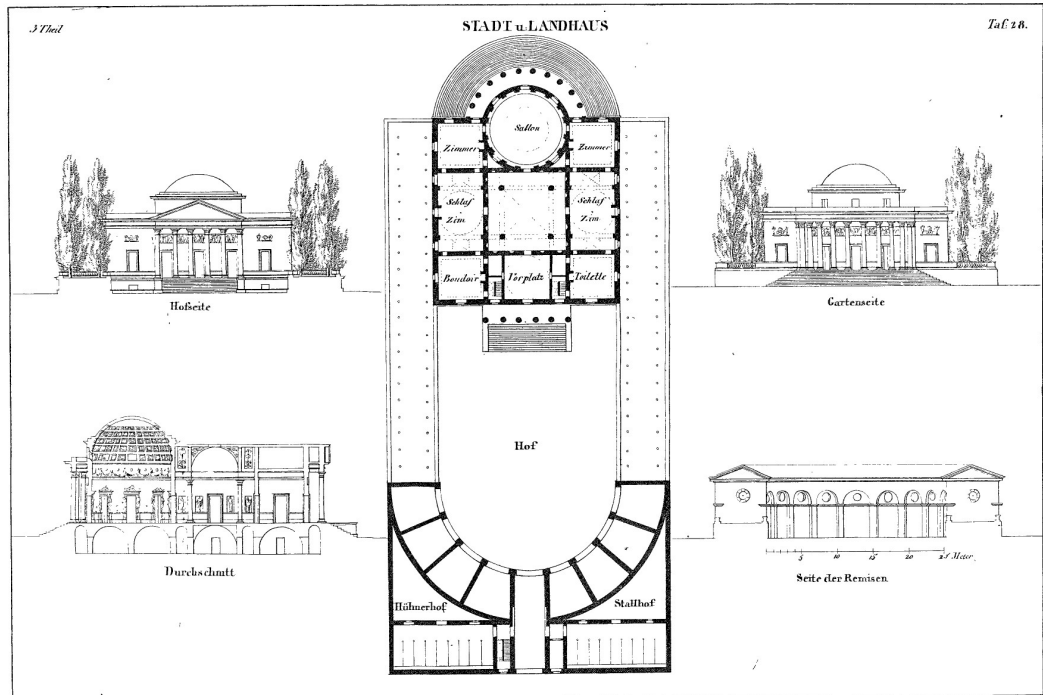 3 Theil
STADT u. LANDHAUS
Taf. 28.
Sallon
Zimmer
Zimmer
Schlaf
Zim
Schlaf
Zim
Boudoir
Vorplatz
Toilette
Hofseite
Gartenseite
Hof
Durchschnitt
5 10 15 20 25 Meter
Seite der Remisen
Hühnerhof
Stallhof